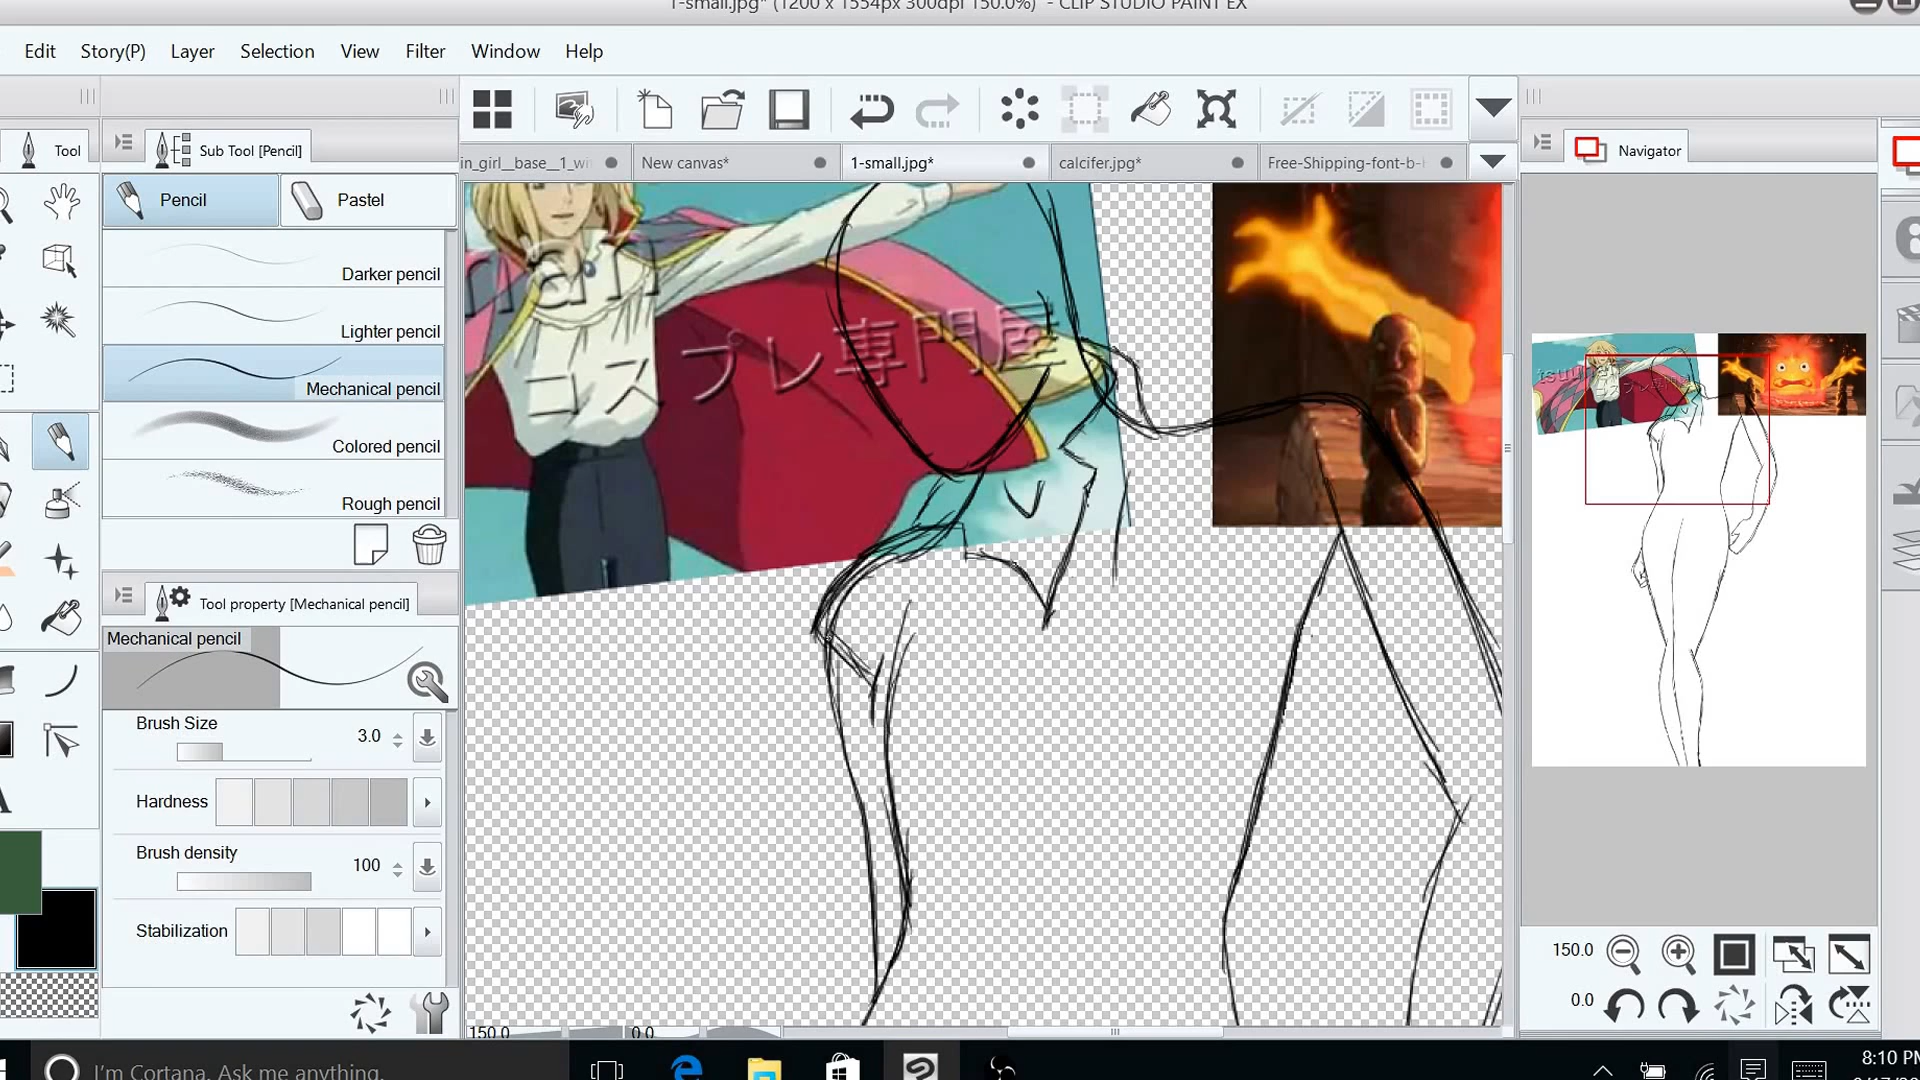 1-small.jpg* (1200 x 1554px 300dpi 150.0%) - CLIP STUDIO PAINT EX
Edit Story(P) Layer Selection View Filter Window Help
Tool
Sub Tool [Pencil]
in_girl__base__1_wi
New canvas*
1-small.jpg*
calcifer.jpg*
Free-Shipping-font-b-
Navigator
Pencil
Pastel
Darker pencil
Lighter pencil
Mechanical pencil
Colored pencil
Rough pencil
コスプレ専門屋
Tool property [Mechanical pencil]
Mechanical pencil
Brush Size 3.0
Hardness
Brush density 100
Stabilization
150.0
0.0
150.0 0.0
I'm Cortana. Ask me anything.
8:10 PM